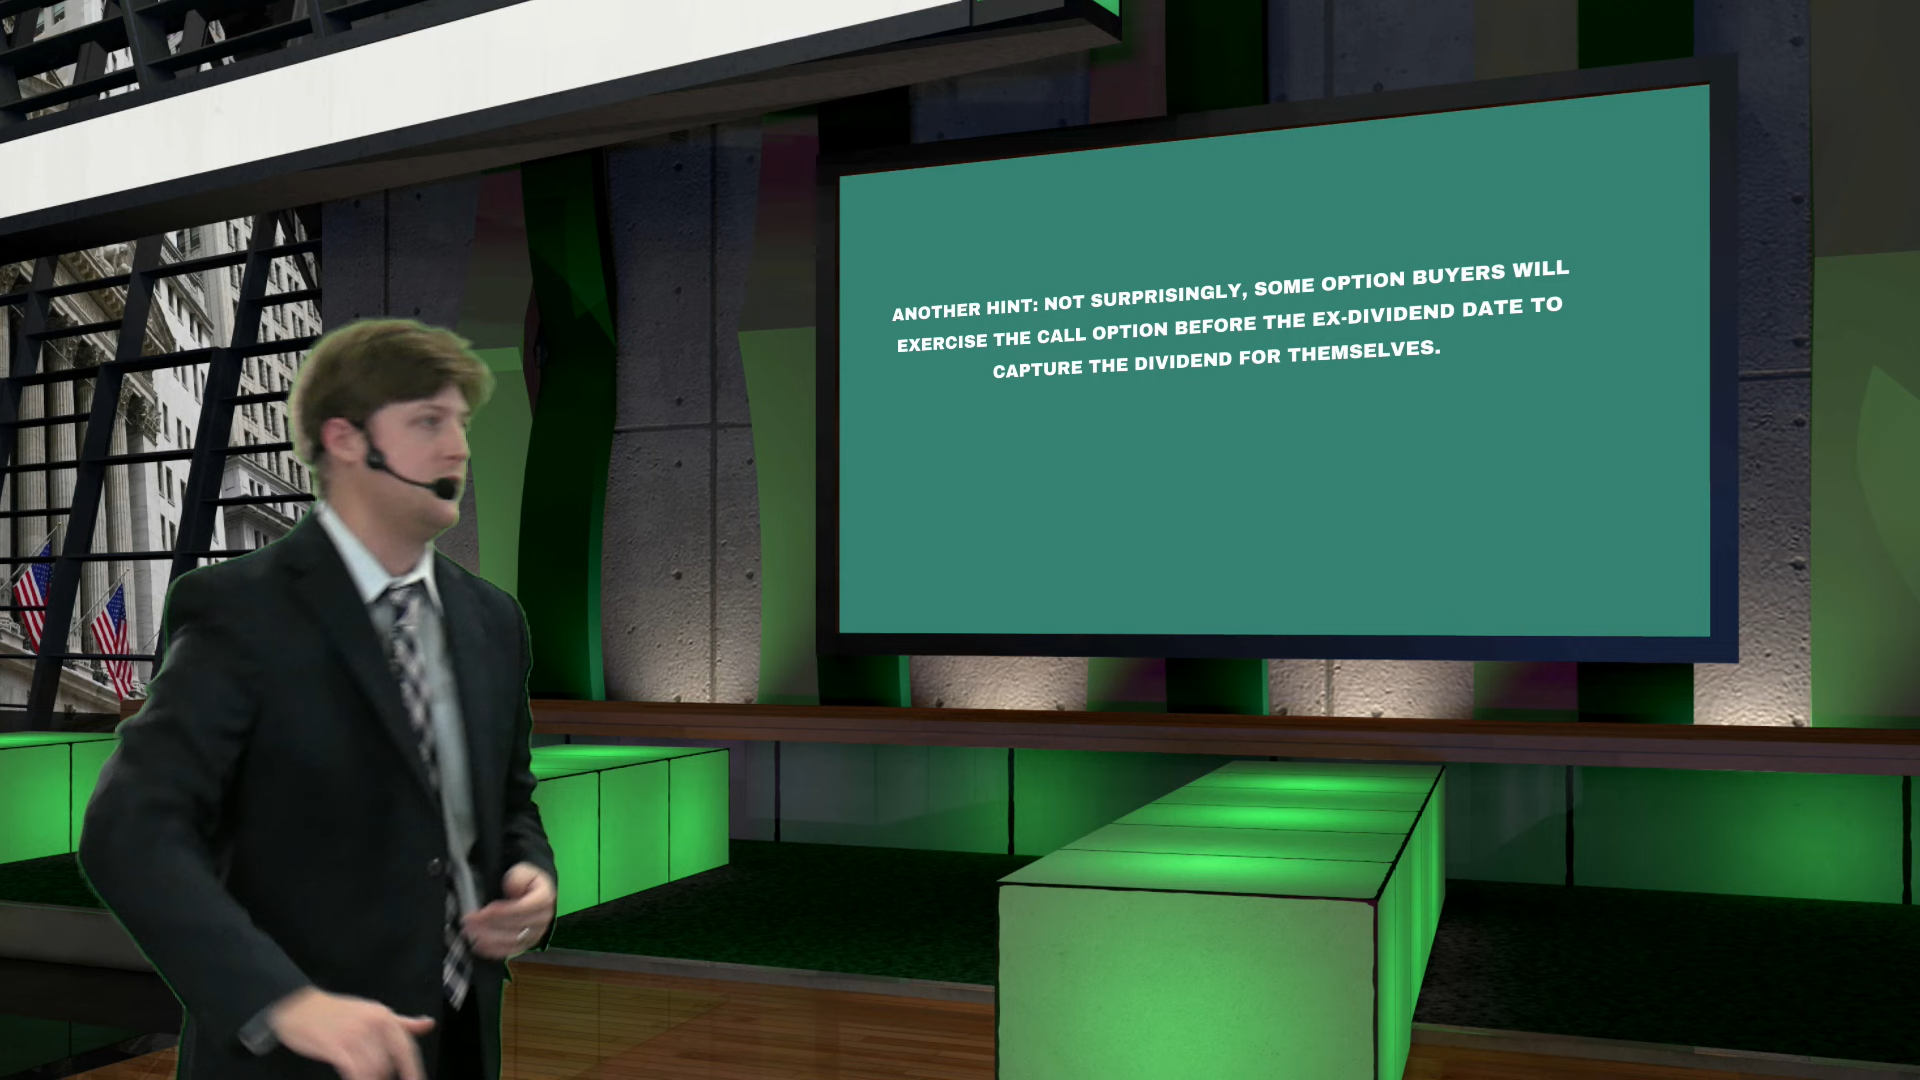 ANOTHER HINT: NOT SURPRISINGLY, SOME OPTION BUYERS WILL
EXERCISE THE CALL OPTION BEFORE THE EX-DIVIDEND DATE TO
CAPTURE THE DIVIDEND FOR THEMSELVES.